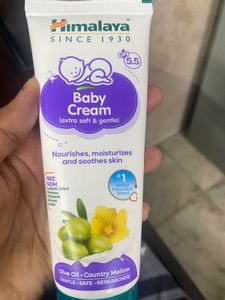 Himalaya
SINCE 1930
pH
5.5
Baby
Cream
(extra soft & gentle)
Nourishes, moisturizes
and soothes skin
FREE
FROM
#1
Olive Oil • Country Mallow
GENTLE • SAFE • RESEARCHED